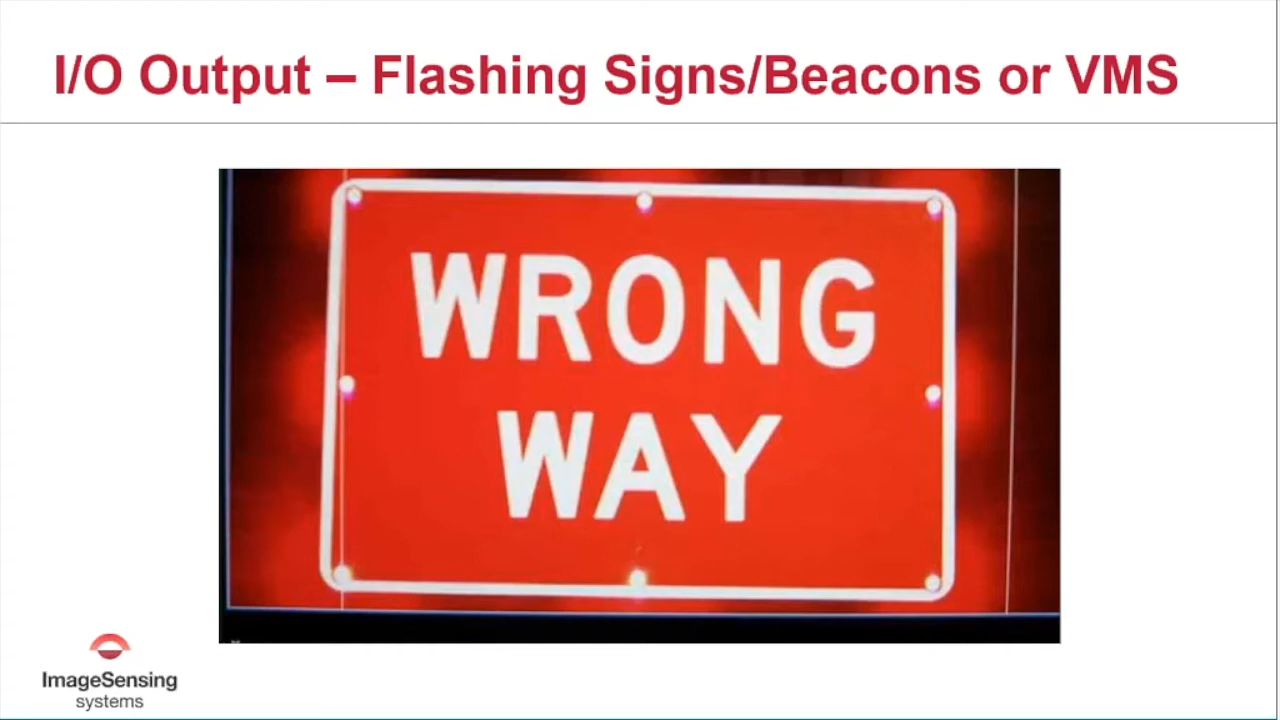 I/O Output – Flashing Signs/Beacons or VMS
WRONG
WAY
ImageSensing
systems